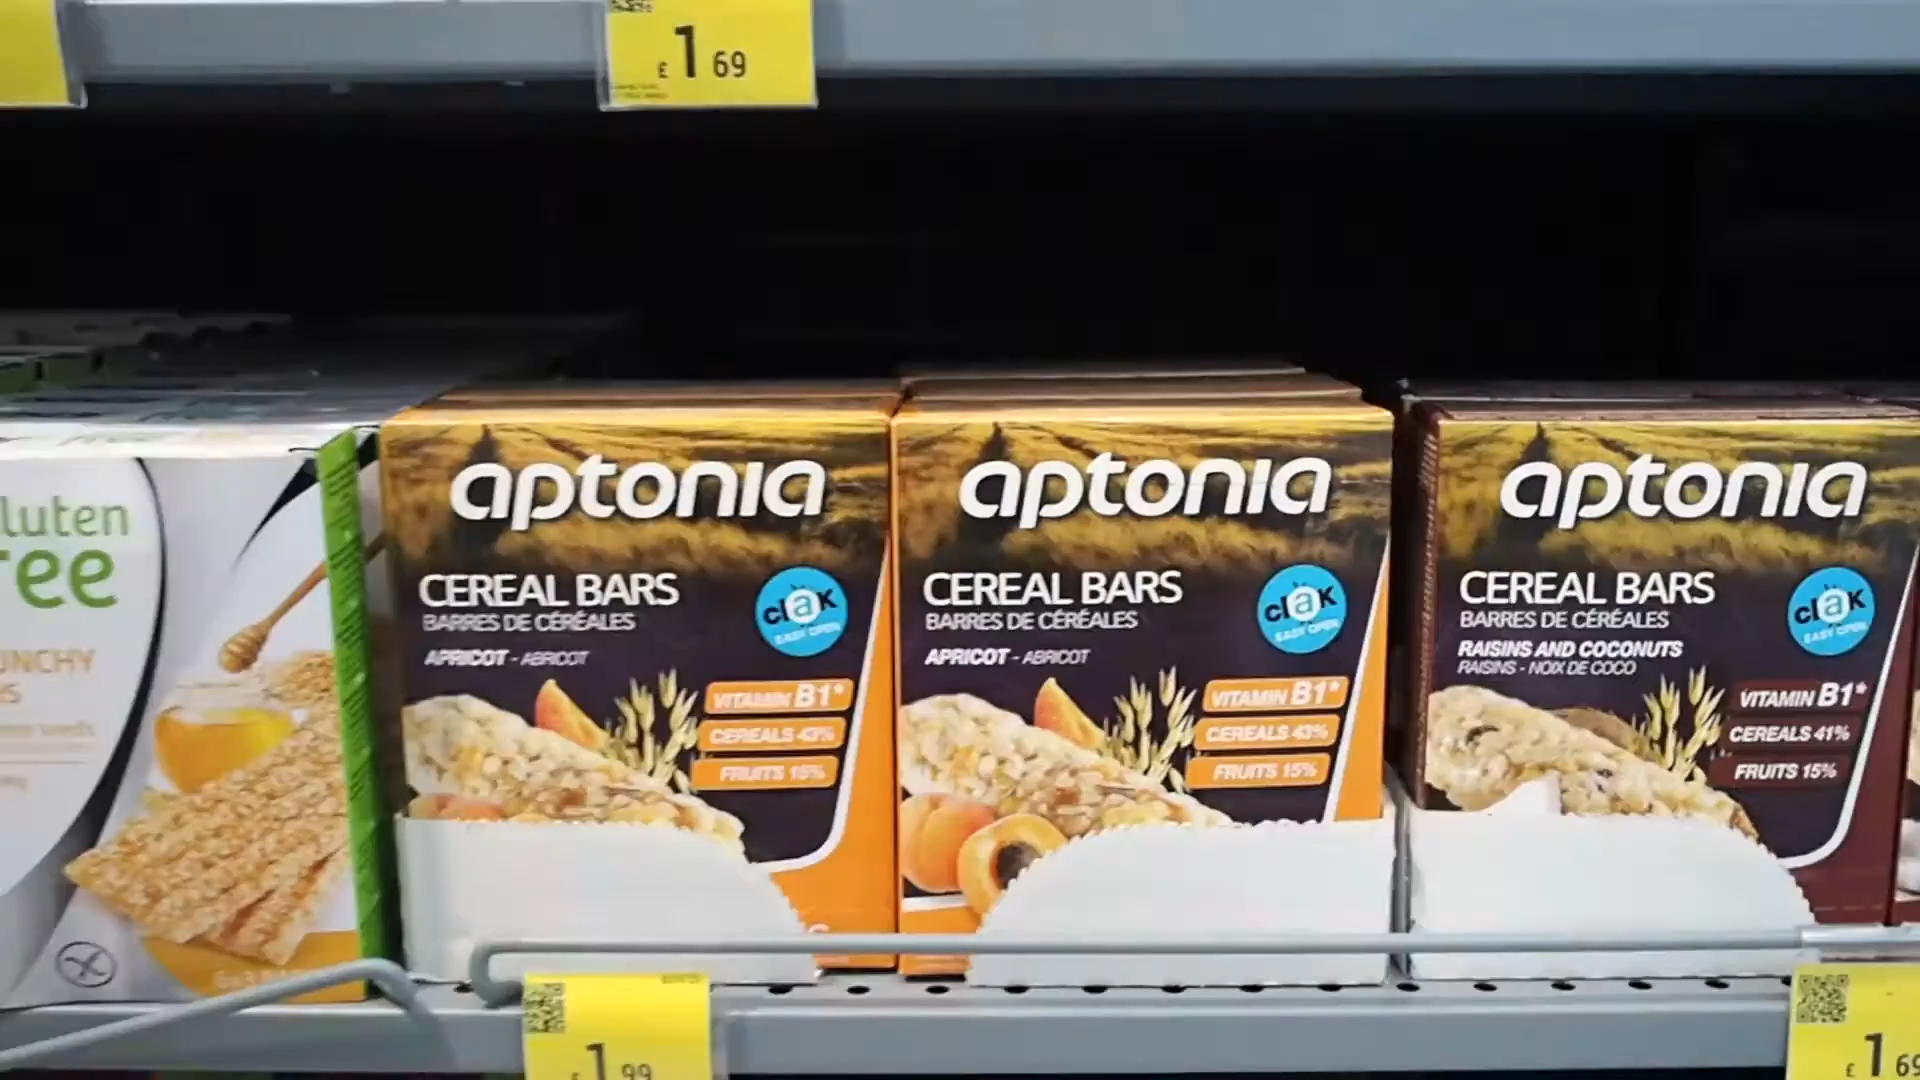 £ 1 69
luten
ree
UNCHY
aptonia
CEREAL BARS
BARRES DE CÉRÉALES
APRICOT - ABRICOT
clak
EASY OPEN
VITAMIN B1*
CEREALS 43%
FRUITS 15%
aptonia
CEREAL BARS
BARRES DE CÉRÉALES
APRICOT - ABRICOT
clak
EASY OPEN
VITAMIN B1*
CEREALS 43%
FRUITS 15%
aptonia
CEREAL BARS
BARRES DE CÉRÉALES
RAISINS AND COCONUTS
RAISINS - NOIX DE COCO
clak
EASY OPEN
VITAMIN B1*
CEREALS 41%
FRUITS 15%
£ 1 99
£ 1 69